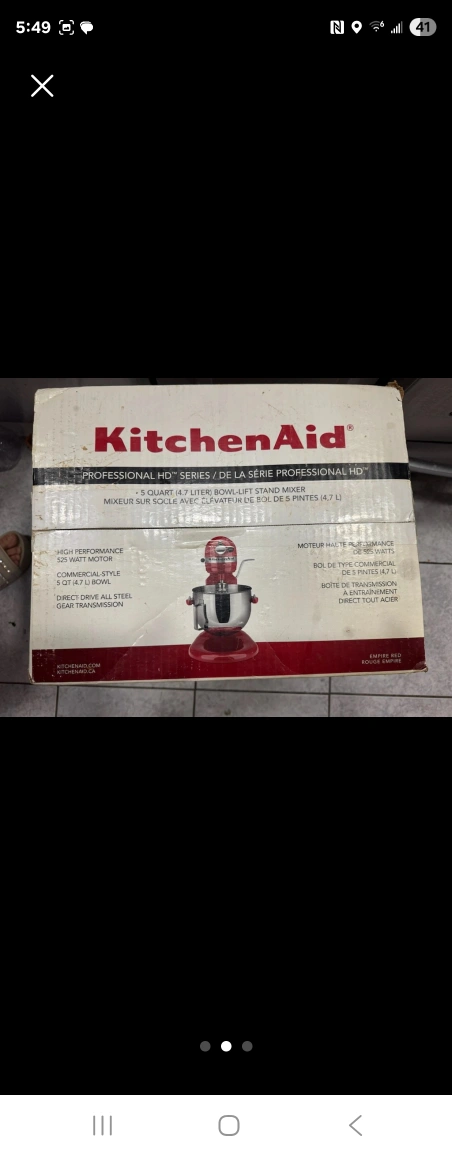 5:49
41
KitchenAid®
PROFESSIONAL HD™ SERIES / DE LA SÉRIE PROFESSIONAL HD™
• 5 QUART (4.7 LITER) BOWL-LIFT STAND MIXER
MIXEUR SUR SOCLE AVEC ÉLÉVATEUR DE BOL DE 5 PINTES (4,7 L)
HIGH PERFORMANCE
525 WATT MOTOR
COMMERCIAL-STYLE
5 QT (4.7 L) BOWL
DIRECT DRIVE ALL STEEL
GEAR TRANSMISSION
MOTEUR HAUTE PERFORMANCE
DE 525 WATTS
BOL DE TYPE COMMERCIAL
DE 5 PINTES (4,7 L)
BOÎTE DE TRANSMISSION
À ENTRAÎNEMENT
DIRECT TOUT ACIER
KITCHENAID.COM
KITCHENAID.CA
EMPIRE RED
ROUGE EMPIRE